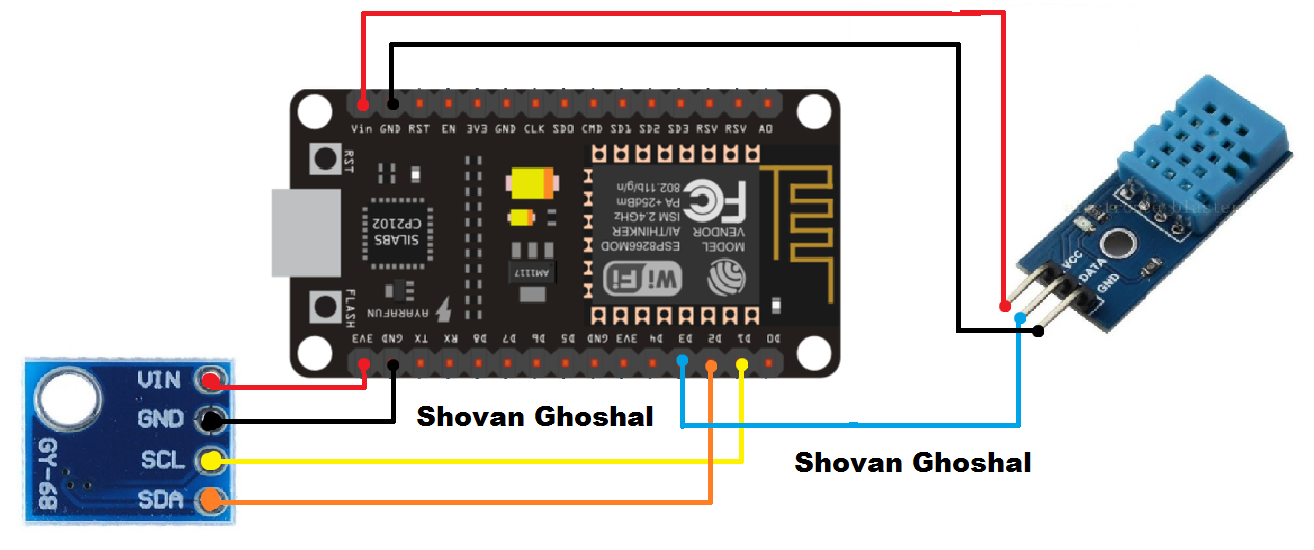 Vin GND RST EN 3V3 GND CLK SD0 CMD SD1 SD2 SD3 RSV RSV A0
RST
SILABS
CP2102
AM1117
MODEL
VENDOR
ESP8266MOD
AI/THINKER
ISM 2.4GHz
PA +25dBm
802.11b/g/n
FC
Wi Fi
FLASH
AYARAFUN
3V3 GND TX RX D8 D7 D6 D5 GND 3V3 D4 D3 D2 D1 D0
VCC
DATA
GND
VIN
GND
SCL
SDA
GY-68
Shovan Ghoshal
Shovan Ghoshal